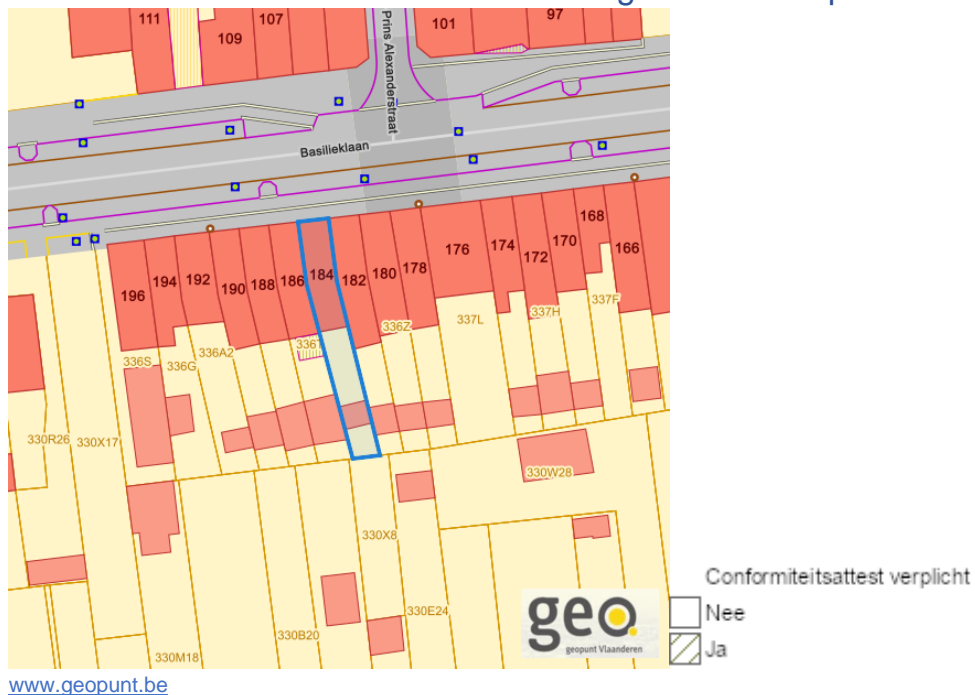 111
109
107
101
97
Prins Alexanderstraat
Basilieklaan
196
194
192
190
188
186
184
182
180
178
176
174
172
170
168
166
336S
336G
336A2
336Z
337L
337H
337F
330R26
330X17
330W28
330X8
330E24
330B20
330M18
geo.
geopunt Vlaanderen
Conformiteitsattest verplicht
Nee
Ja
www.geopunt.be